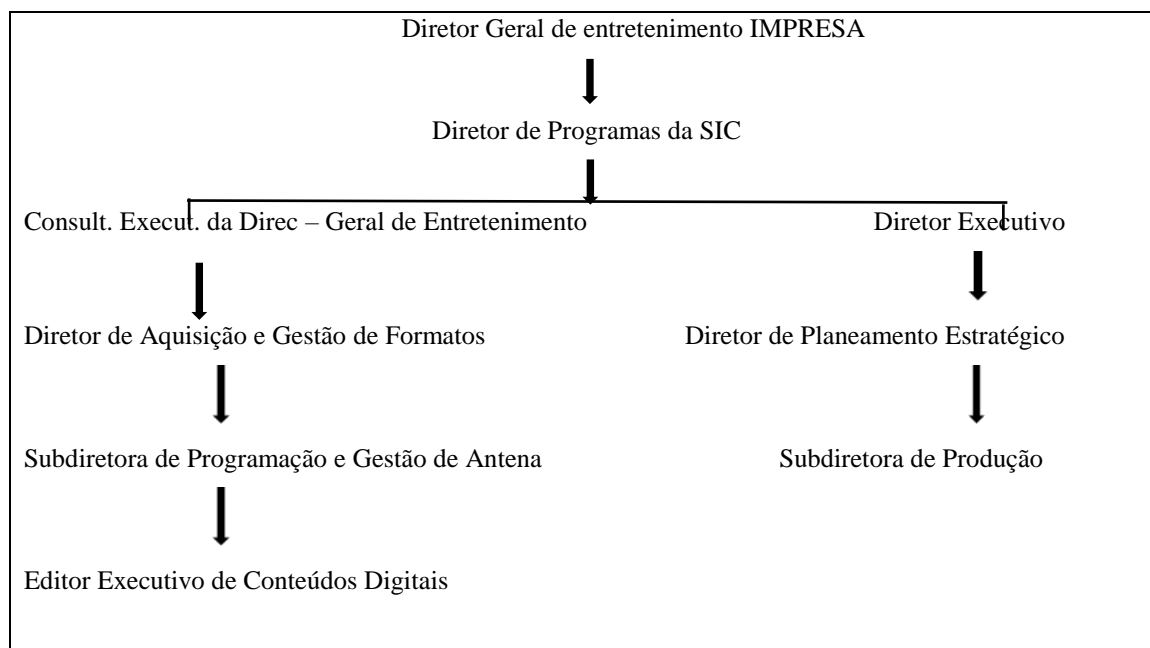 Diretor Geral de entretenimento IMPRESA
Diretor de Programas da SIC
Consult. Execut. da Direc – Geral de Entretenimento
Diretor Executivo
Diretor de Aquisição e Gestão de Formatos
Diretor de Planeamento Estratégico
Subdiretora de Programação e Gestão de Antena
Subdiretora de Produção
Editor Executivo de Conteúdos Digitais